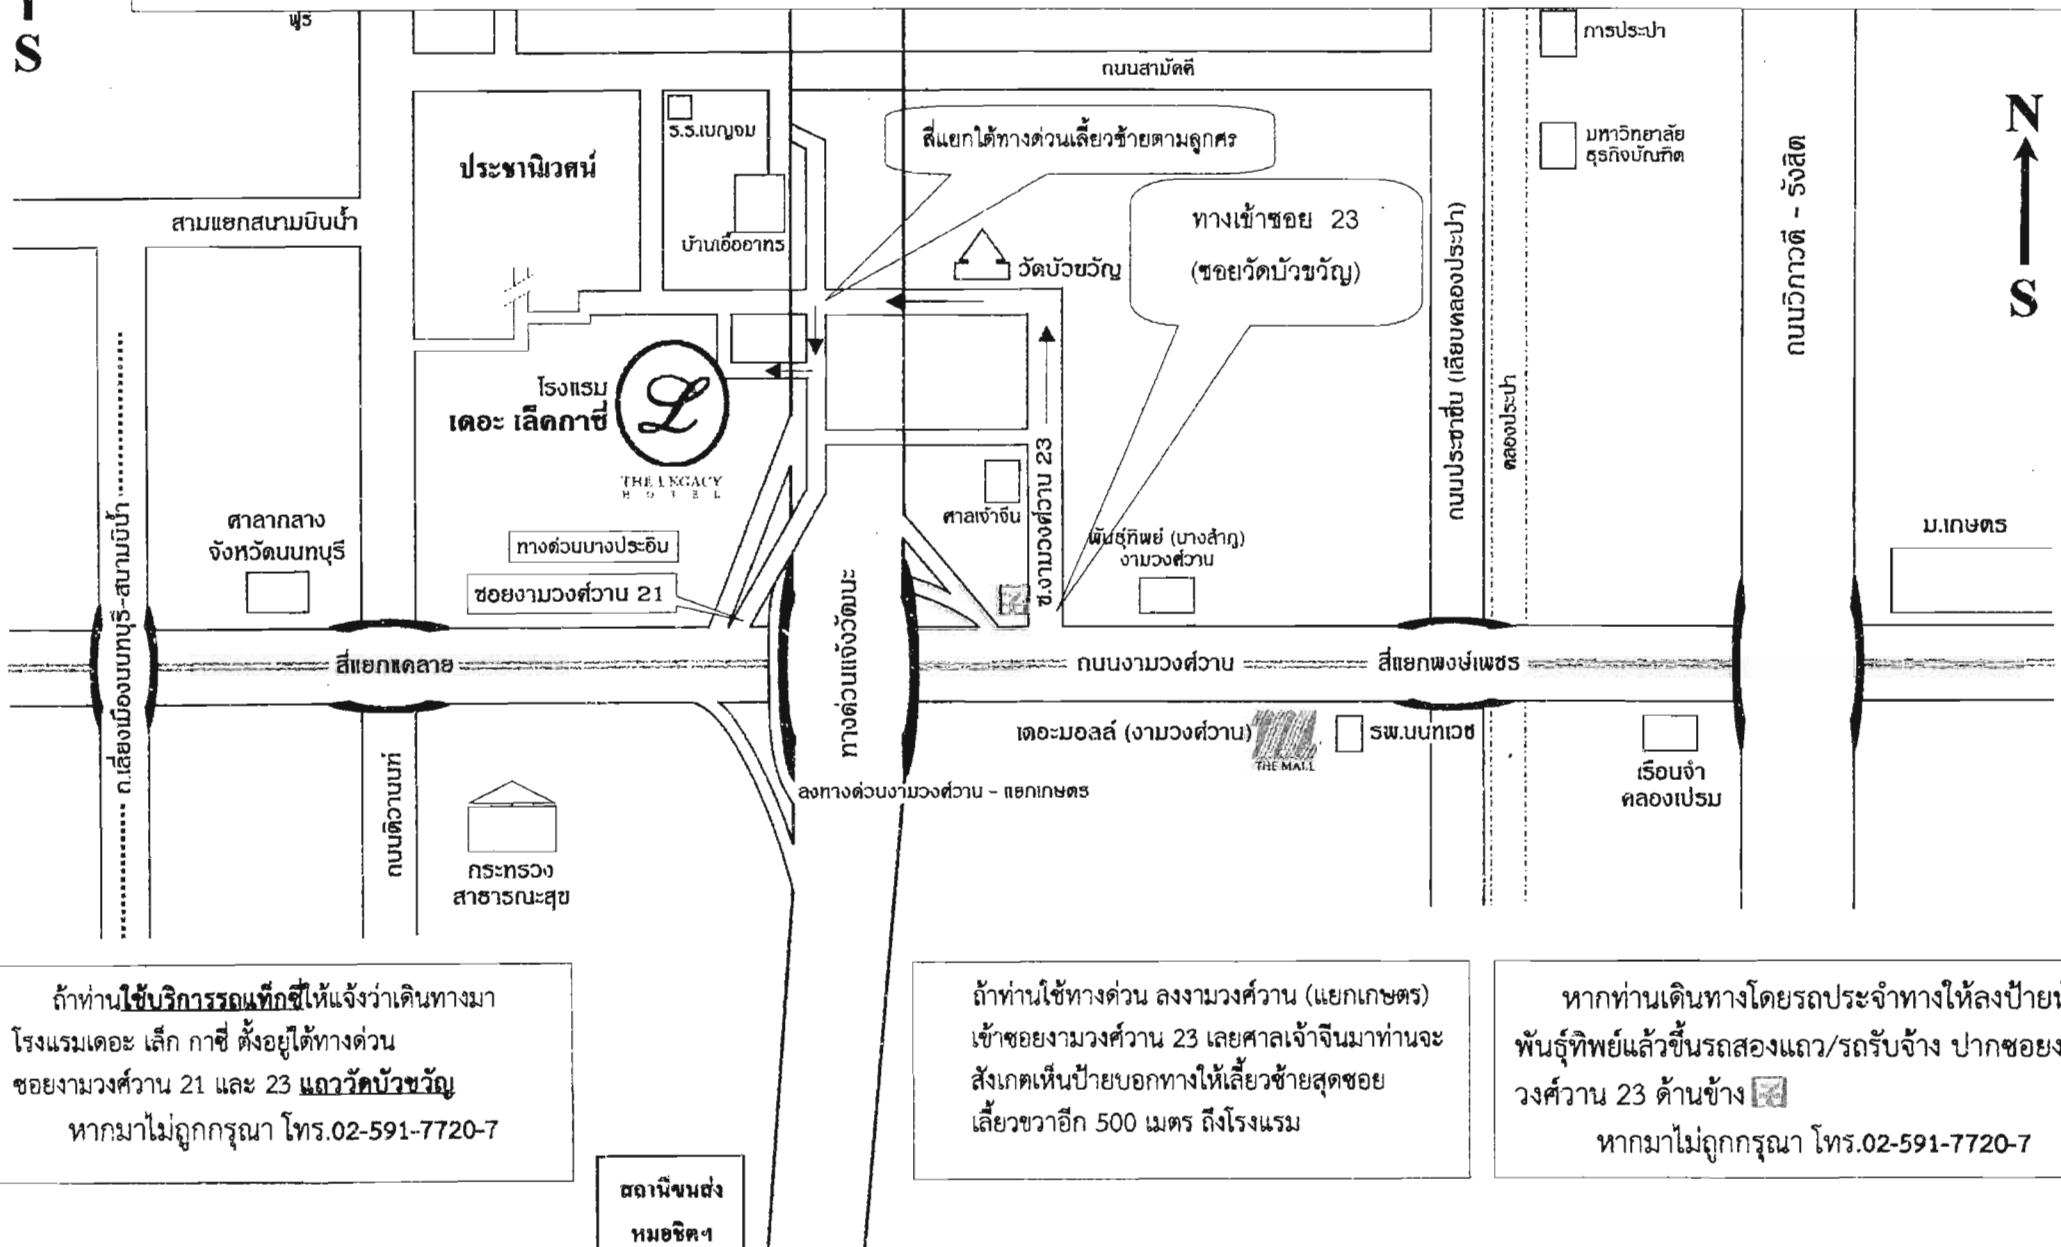 S
ถนนสามัคคี
การประปา
ร.ร.เบญจม
สี่แยกใต้ทางด่วนเลี้ยวซ้ายตามลูกศร
มหาวิทยาลัย
ธุรกิจบัณฑิต
N
S
ประชานิเวศน์
สามแยกสนามบินน้ำ
บ้านเอื้ออาทร
วัดบัวขวัญ
ทางเข้าซอย 23
(ซอยวัดบัวขวัญ)
ถนนประชาชื่น (เลียบคลองประปา)
คลองประปา
ถนนวิภาวดี - รังสิต
โรงแรม
เดอะ เล็คกาซี่
L
THE LEGACY
HOTEL
ศาลเจ้าจีน
ซ.งามวงศ์วาน 23
พันธุ์ทิพย์ (บางลำภู)
งามวงศ์วาน
ม.เกษตร
ศาลากลาง
จังหวัดนนทบุรี
ทางด่วนบางปะอิน
ซอยงามวงศ์วาน 21
ถ.เลี่ยงเมืองนนทบุรี-สนามบินน้ำ
สี่แยกแคลาย
ทางด่วนแจ้งวัฒนะ
ถนนงามวงศ์วาน
สี่แยกพงษ์เพชร
เดอะมอลล์ (งามวงศ์วาน)
THE MALL
รพ.นนทเวช
เรือนจำ
คลองเปรม
ลงทางด่วนงามวงศ์วาน - แยกเกษตร
ถนนติวานนท์
กระทรวง
สาธารณะสุข
ถ้าท่านใช้บริการรถแท็กซี่ให้แจ้งว่าเดินทางมา
โรงแรมเดอะ เล็ก กาซี่ ตั้งอยู่ใต้ทางด่วน
ซอยงามวงศ์วาน 21 และ 23 แถววัดบัวขวัญ
หากมาไม่ถูกกรุณา โทร.02-591-7720-7
ถ้าท่านใช้ทางด่วน ลงงามวงศ์วาน (แยกเกษตร)
เข้าซอยงามวงศ์วาน 23 เลยศาลเจ้าจีนมาท่านจะ
สังเกตเห็นป้ายบอกทางให้เลี้ยวซ้ายสุดซอย
เลี้ยวขวาอีก 500 เมตร ถึงโรงแรม
หากท่านเดินทางโดยรถประจำทางให้ลงป้าย
พันธุ์ทิพย์แล้วขึ้นรถสองแถว/รถรับจ้าง ปากซอยง
วงศ์วาน 23 ด้านข้าง
หากมาไม่ถูกกรุณา โทร.02-591-7720-7
สถานีขนส่ง
หมอชิตฯ